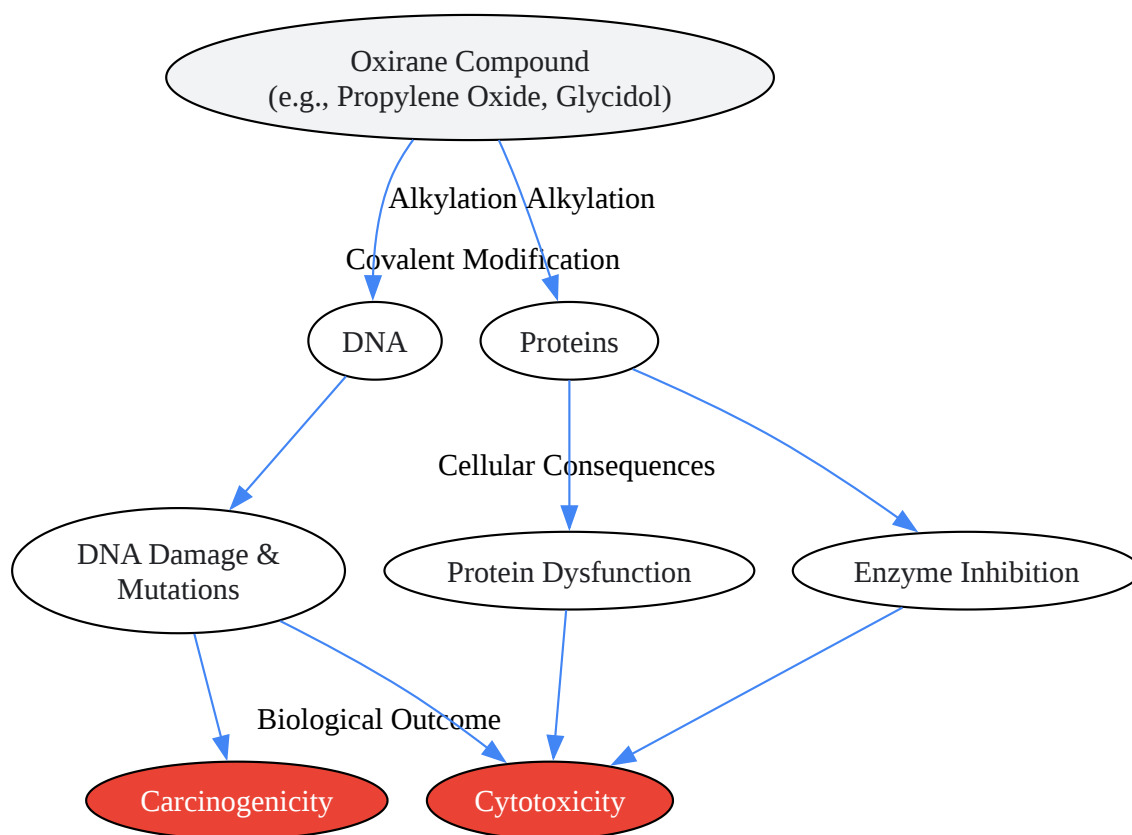 Oxirane Compound
(e.g., Propylene Oxide, Glycidol)
Alkylation
Alkylation
Covalent Modification
DNA
Proteins
Cellular Consequences
DNA Damage &
Mutations
Protein Dysfunction
Enzyme Inhibition
Biological Outcome
Carcinogenicity
Cytotoxicity